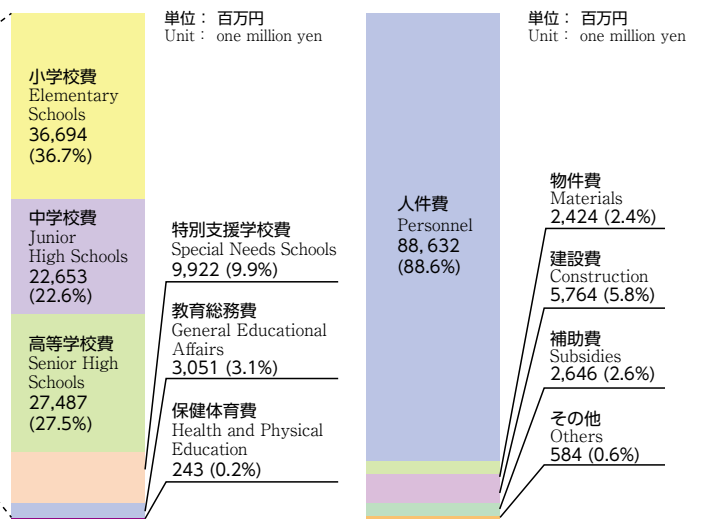 単位： 百万円
Unit： one million yen
小学校費
Elementary
Schools
36,694
(36.7%)
中学校費
Junior
High Schools
22,653
(22.6%)
高等学校費
Senior High
Schools
27,487
(27.5%)
特別支援学校費
Special Needs Schools
9,922 (9.9%)
教育総務費
General Educational
Affairs
3,051 (3.1%)
保健体育費
Health and Physical
Education
243 (0.2%)
単位： 百万円
Unit： one million yen
人件費
Personnel
88,632
(88.6%)
物件費
Materials
2,424 (2.4%)
建設費
Construction
5,764 (5.8%)
補助費
Subsidies
2,646 (2.6%)
その他
Others
584 (0.6%)